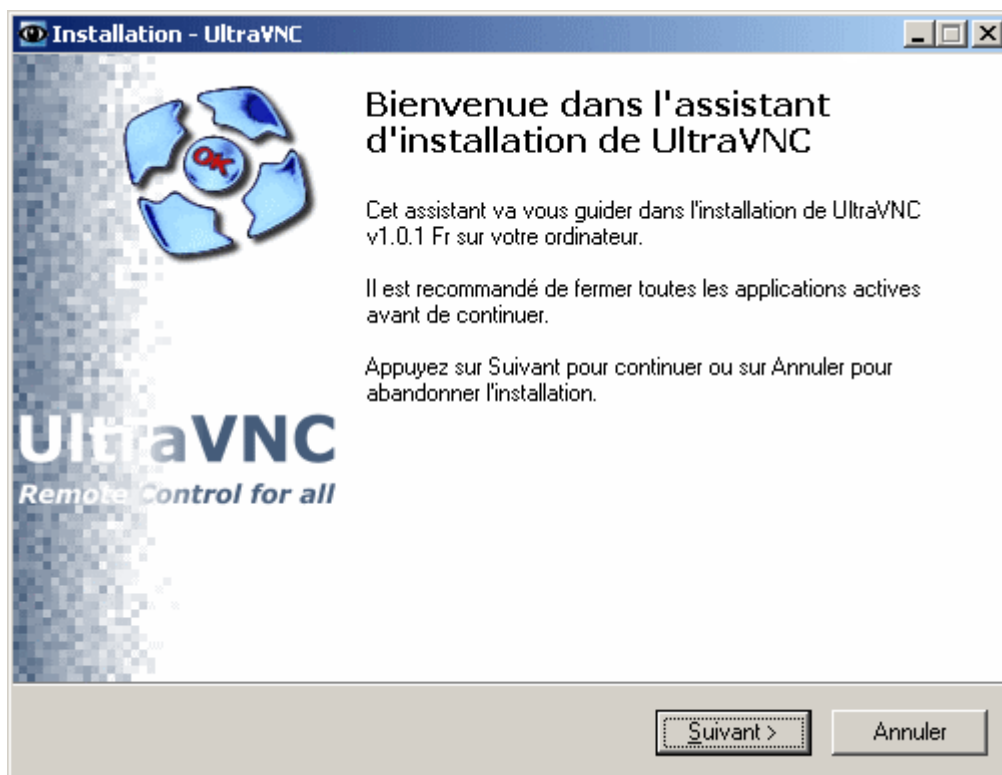 Installation - UltraVNC
OK
Bienvenue dans l'assistant
d'installation de UltraVNC
Cet assistant va vous guider dans l'installation de UltraVNC
v1.0.1 Fr sur votre ordinateur.
Il est recommandé de fermer toutes les applications actives
avant de continuer.
Appuyez sur Suivant pour continuer ou sur Annuler pour
abandonner l'installation.
UltraVNC
Remote Control for all
Suivant >
Annuler